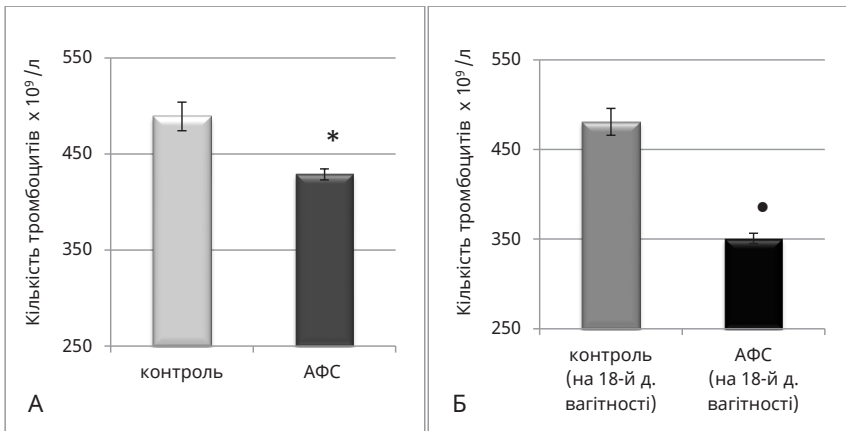 Кількість тромбоцитів х 10⁹/л
550
450
350
250
*
контроль
АФС
А
Кількість тромбоцитів х 10⁹/л
550
450
350
250
•
контроль
(на 18-й д.
вагітності)
АФС
(на 18-й д.
вагітності)
Б